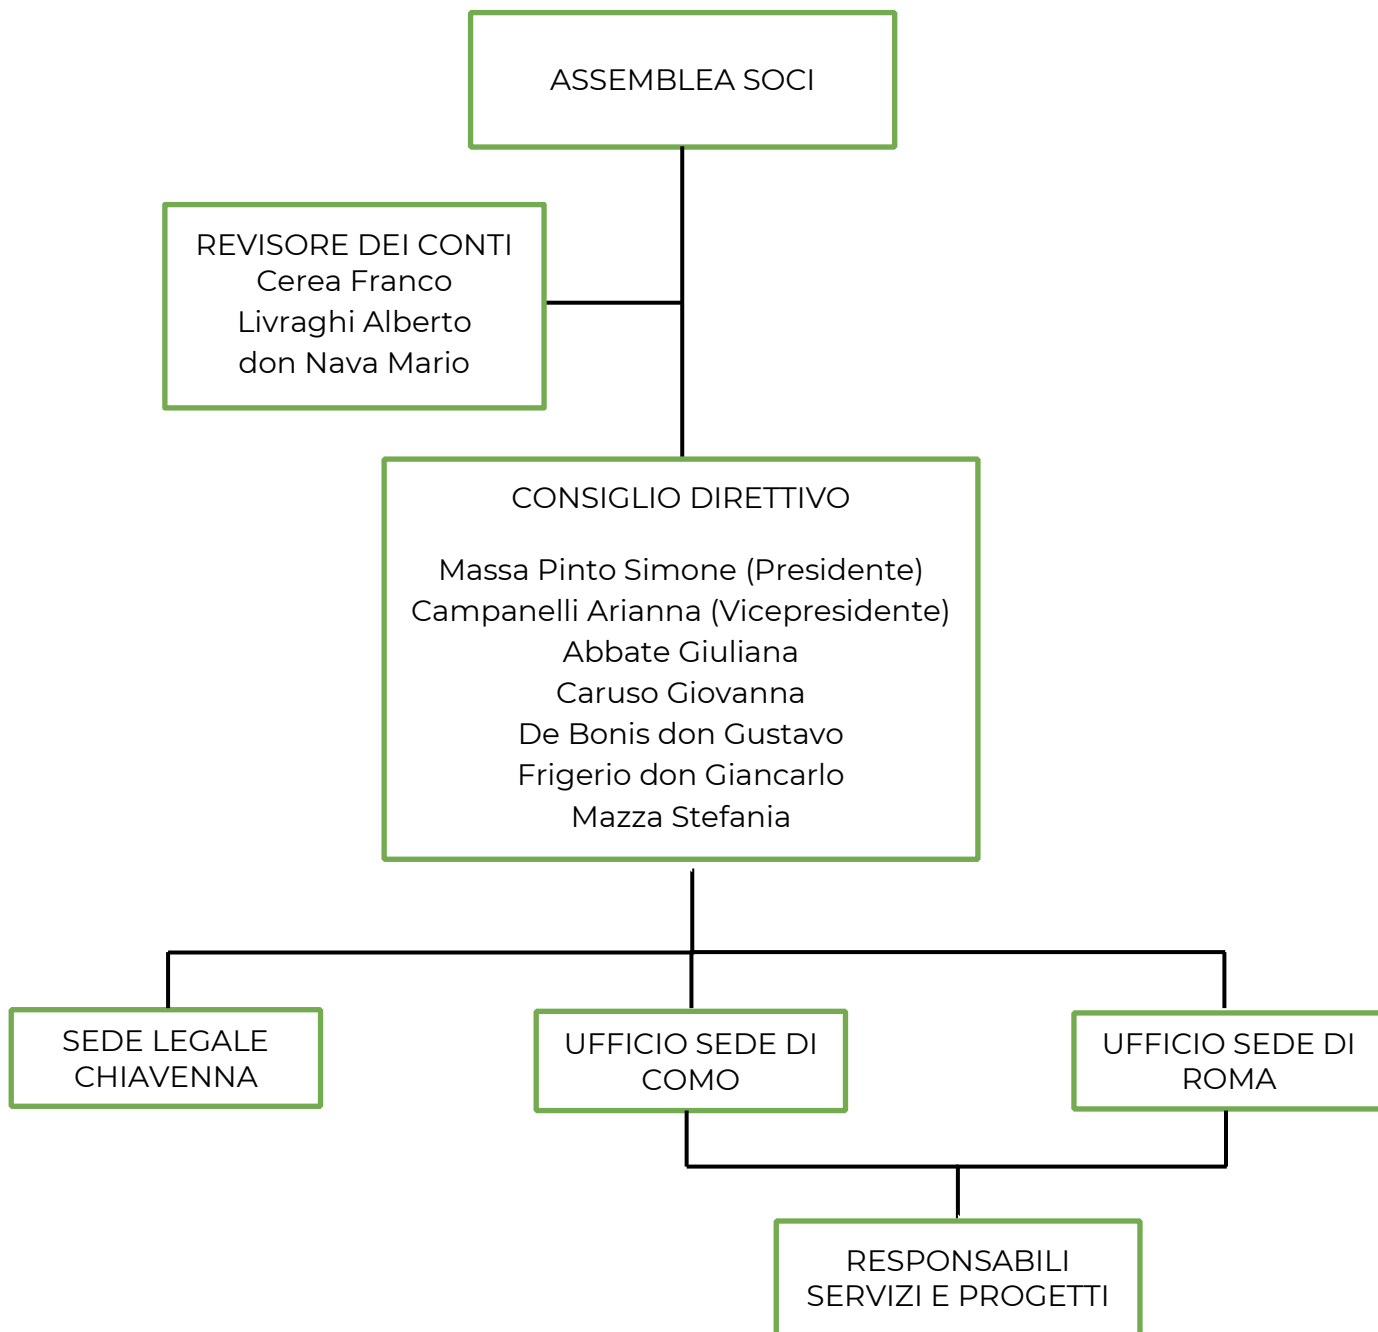 ASSEMBLEA SOCI
REVISORE DEI CONTI
Cerea Franco
Livraghi Alberto
don Nava Mario
CONSIGLIO DIRETTIVO
Massa Pinto Simone (Presidente)
Campanelli Arianna (Vicepresidente)
Abbate Giuliana
Caruso Giovanna
De Bonis don Gustavo
Frigerio don Giancarlo
Mazza Stefania
SEDE LEGALE
CHIAVENNA
UFFICIO SEDE DI
COMO
UFFICIO SEDE DI
ROMA
RESPONSABILI
SERVIZI E PROGETTI